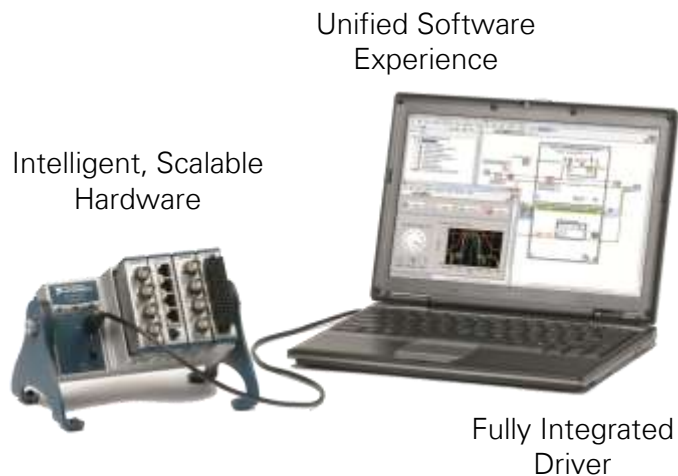 Unified Software
Experience
Intelligent, Scalable
Hardware
Fully Integrated
Driver